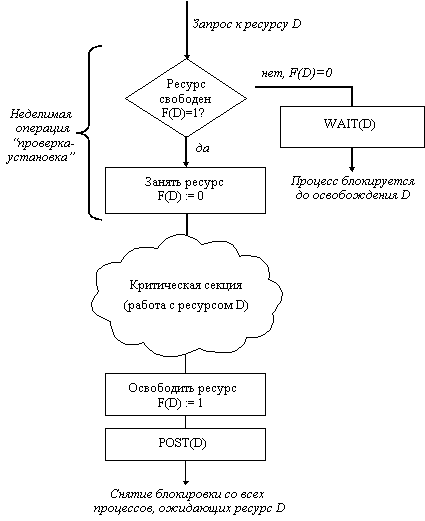 Запрос к ресурсу D
Ресурс
свободен
F(D)=1?
нет, F(D)=0
WAIT(D)
Процесс блокируется
до освобождения D
Неделимая
операция
“проверка-
установка”
да
Занять ресурс
F(D) := 0
Критическая секция
(работа с ресурсом D)
Освободить ресурс
F(D) := 1
POST(D)
Снятие блокировки со всех
процессов, ожидающих ресурс D